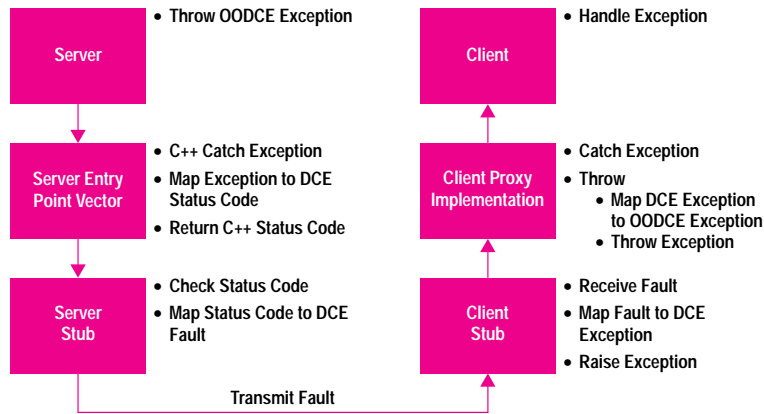 Server
• Throw OODCE Exception
Server Entry
Point Vector
• C++ Catch Exception
• Map Exception to DCE
Status Code
• Return C++ Status Code
Server
Stub
• Check Status Code
• Map Status Code to DCE
Fault
Transmit Fault
Client
• Handle Exception
Client Proxy
Implementation
• Catch Exception
• Throw
• Map DCE Exception
to OODCE Exception
• Throw Exception
Client
Stub
• Receive Fault
• Map Fault to DCE
Exception
• Raise Exception